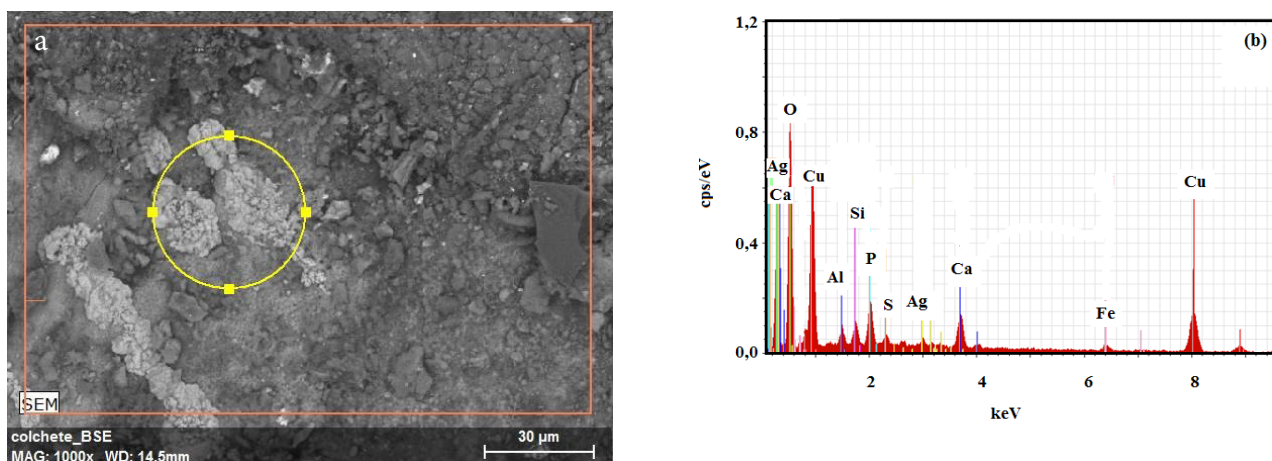 a
SEM
colchete_BSE
MAG: 1000x WD: 14.5mm
30 µm
(b)
1,2
0,8
0,4
0,0
cps/eV
O
Ag
Ca
Cu
Si
Al
P
S
Ag
Ca
Fe
Cu
2
4
6
8
keV